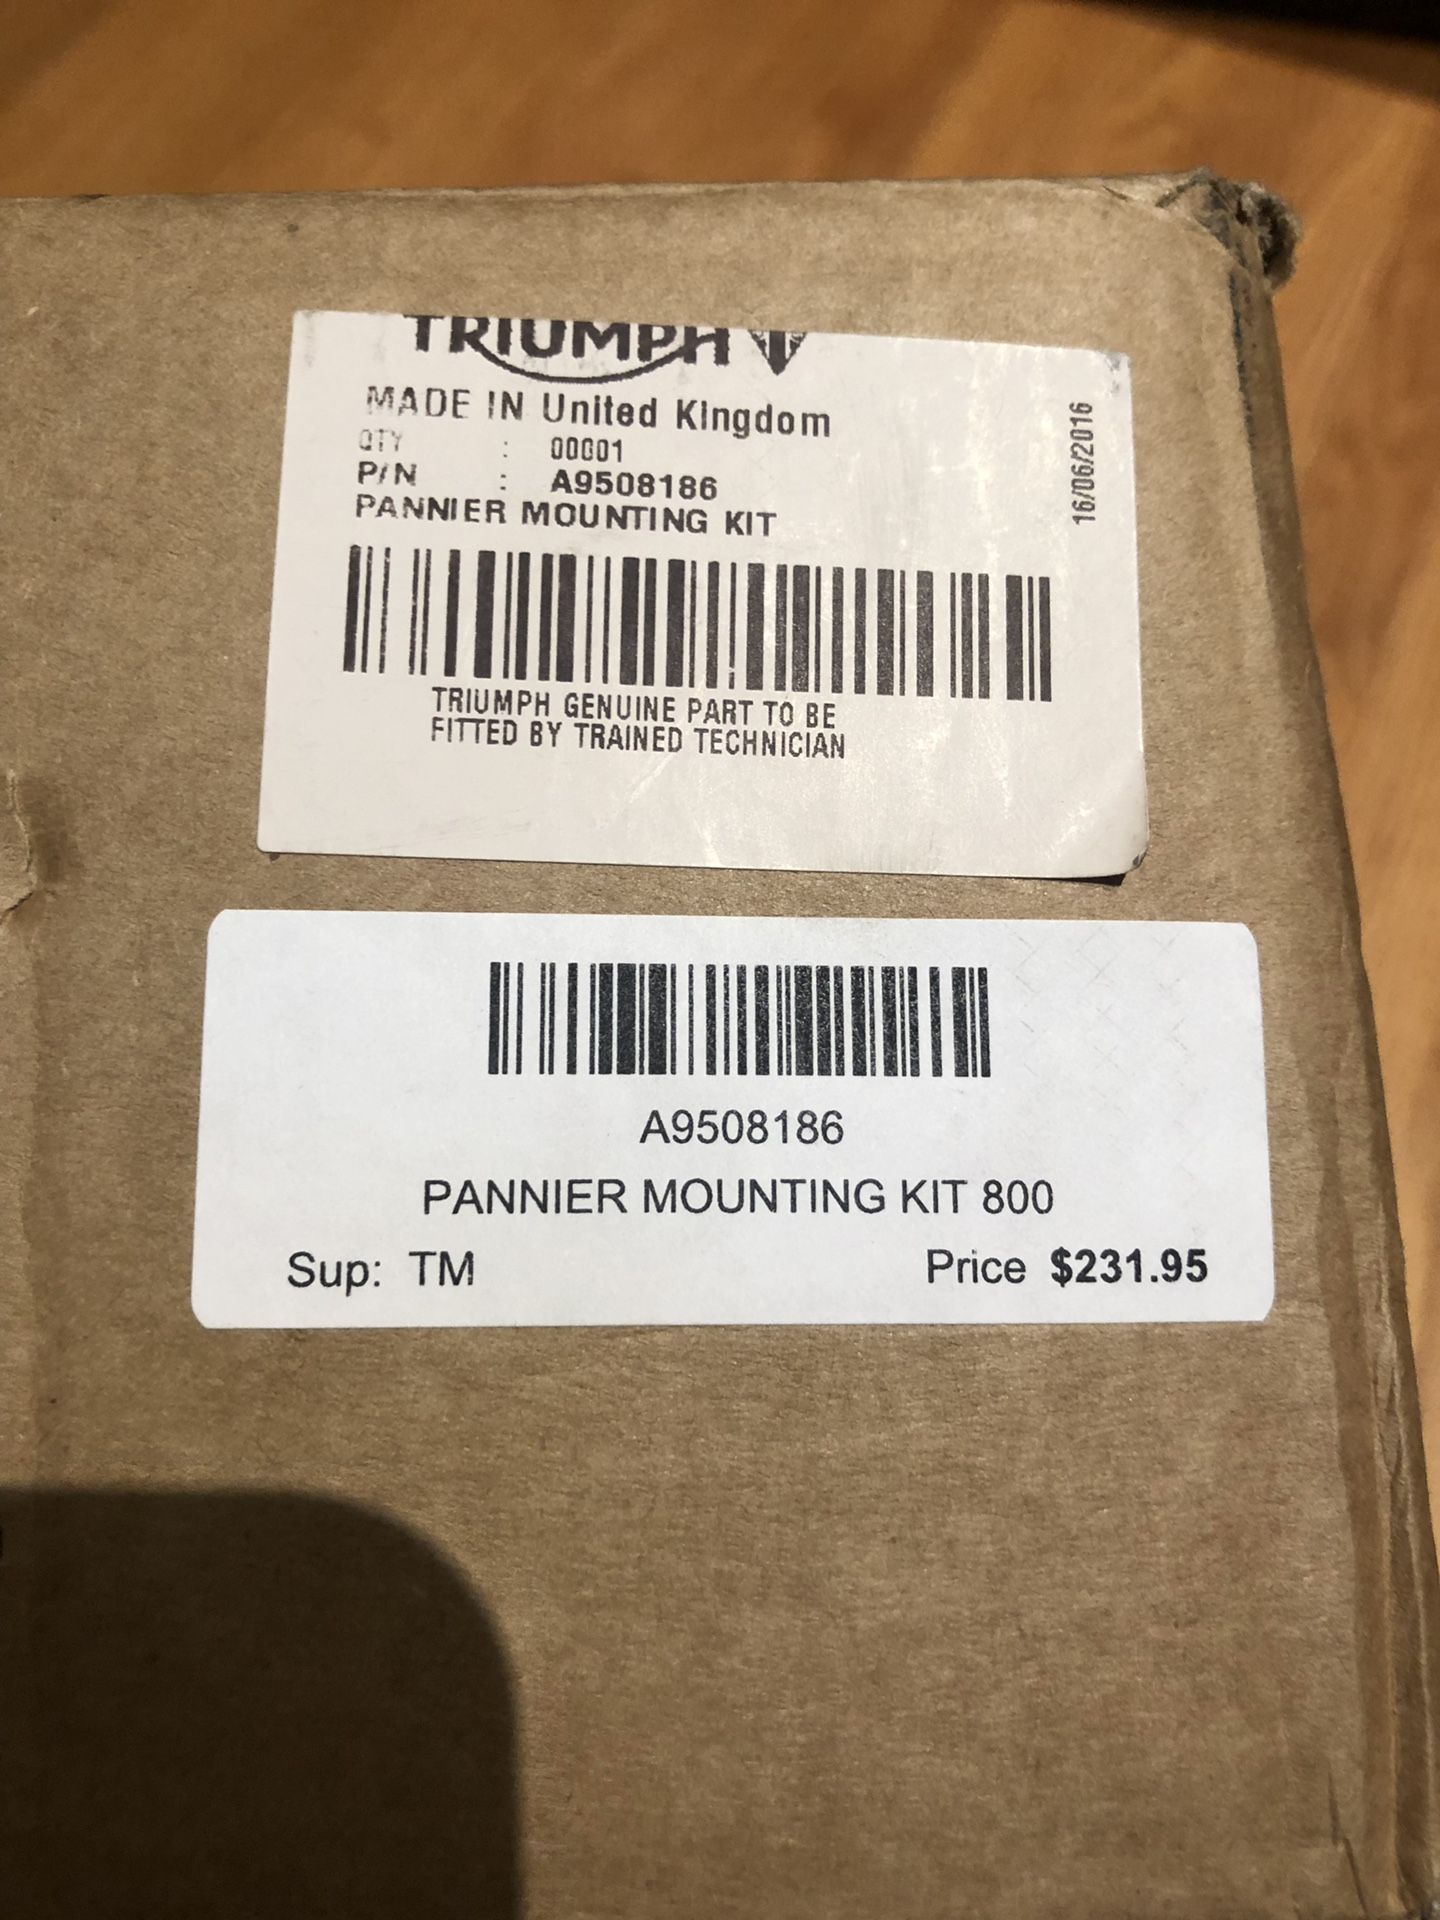 TRIUMPH
MADE IN United Kingdom
QTY : 00001
P/N : A9508186
PANNIER MOUNTING KIT
16/06/2016
TRIUMPH GENUINE PART TO BE
FITTED BY TRAINED TECHNICIAN
A9508186
PANNIER MOUNTING KIT 800
Sup: TM Price $231.95